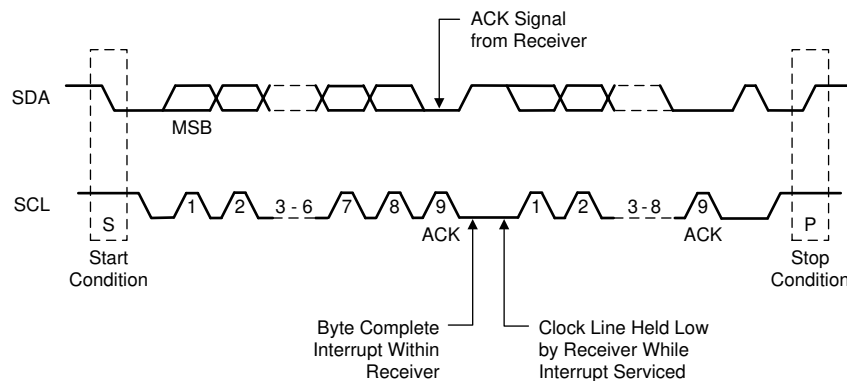 ACK Signal
from Receiver
SDA
MSB
SCL
S
1
2
3 - 6
7
8
9
1
2
3 - 8
9
P
ACK
ACK
Start
Condition
Stop
Condition
Byte Complete
Interrupt Within
Receiver
Clock Line Held Low
by Receiver While
Interrupt Serviced